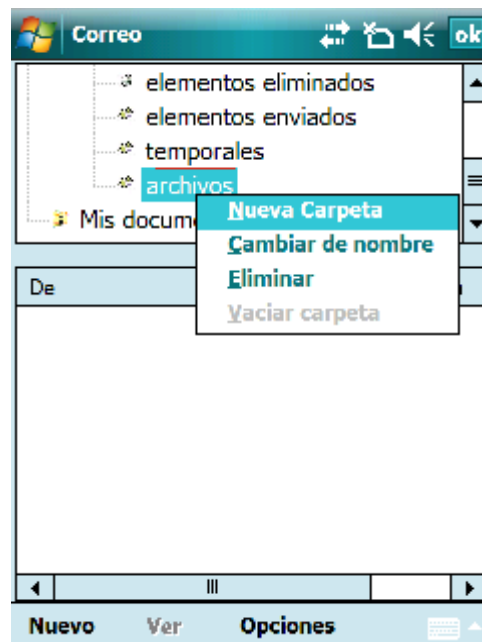 Correo ok
elementos eliminados
elementos enviados
temporales
archivos
Mis docum
Nueva Carpeta
Cambiar de nombre
Eliminar
Vaciar carpeta
De
Nuevo Ver Opciones